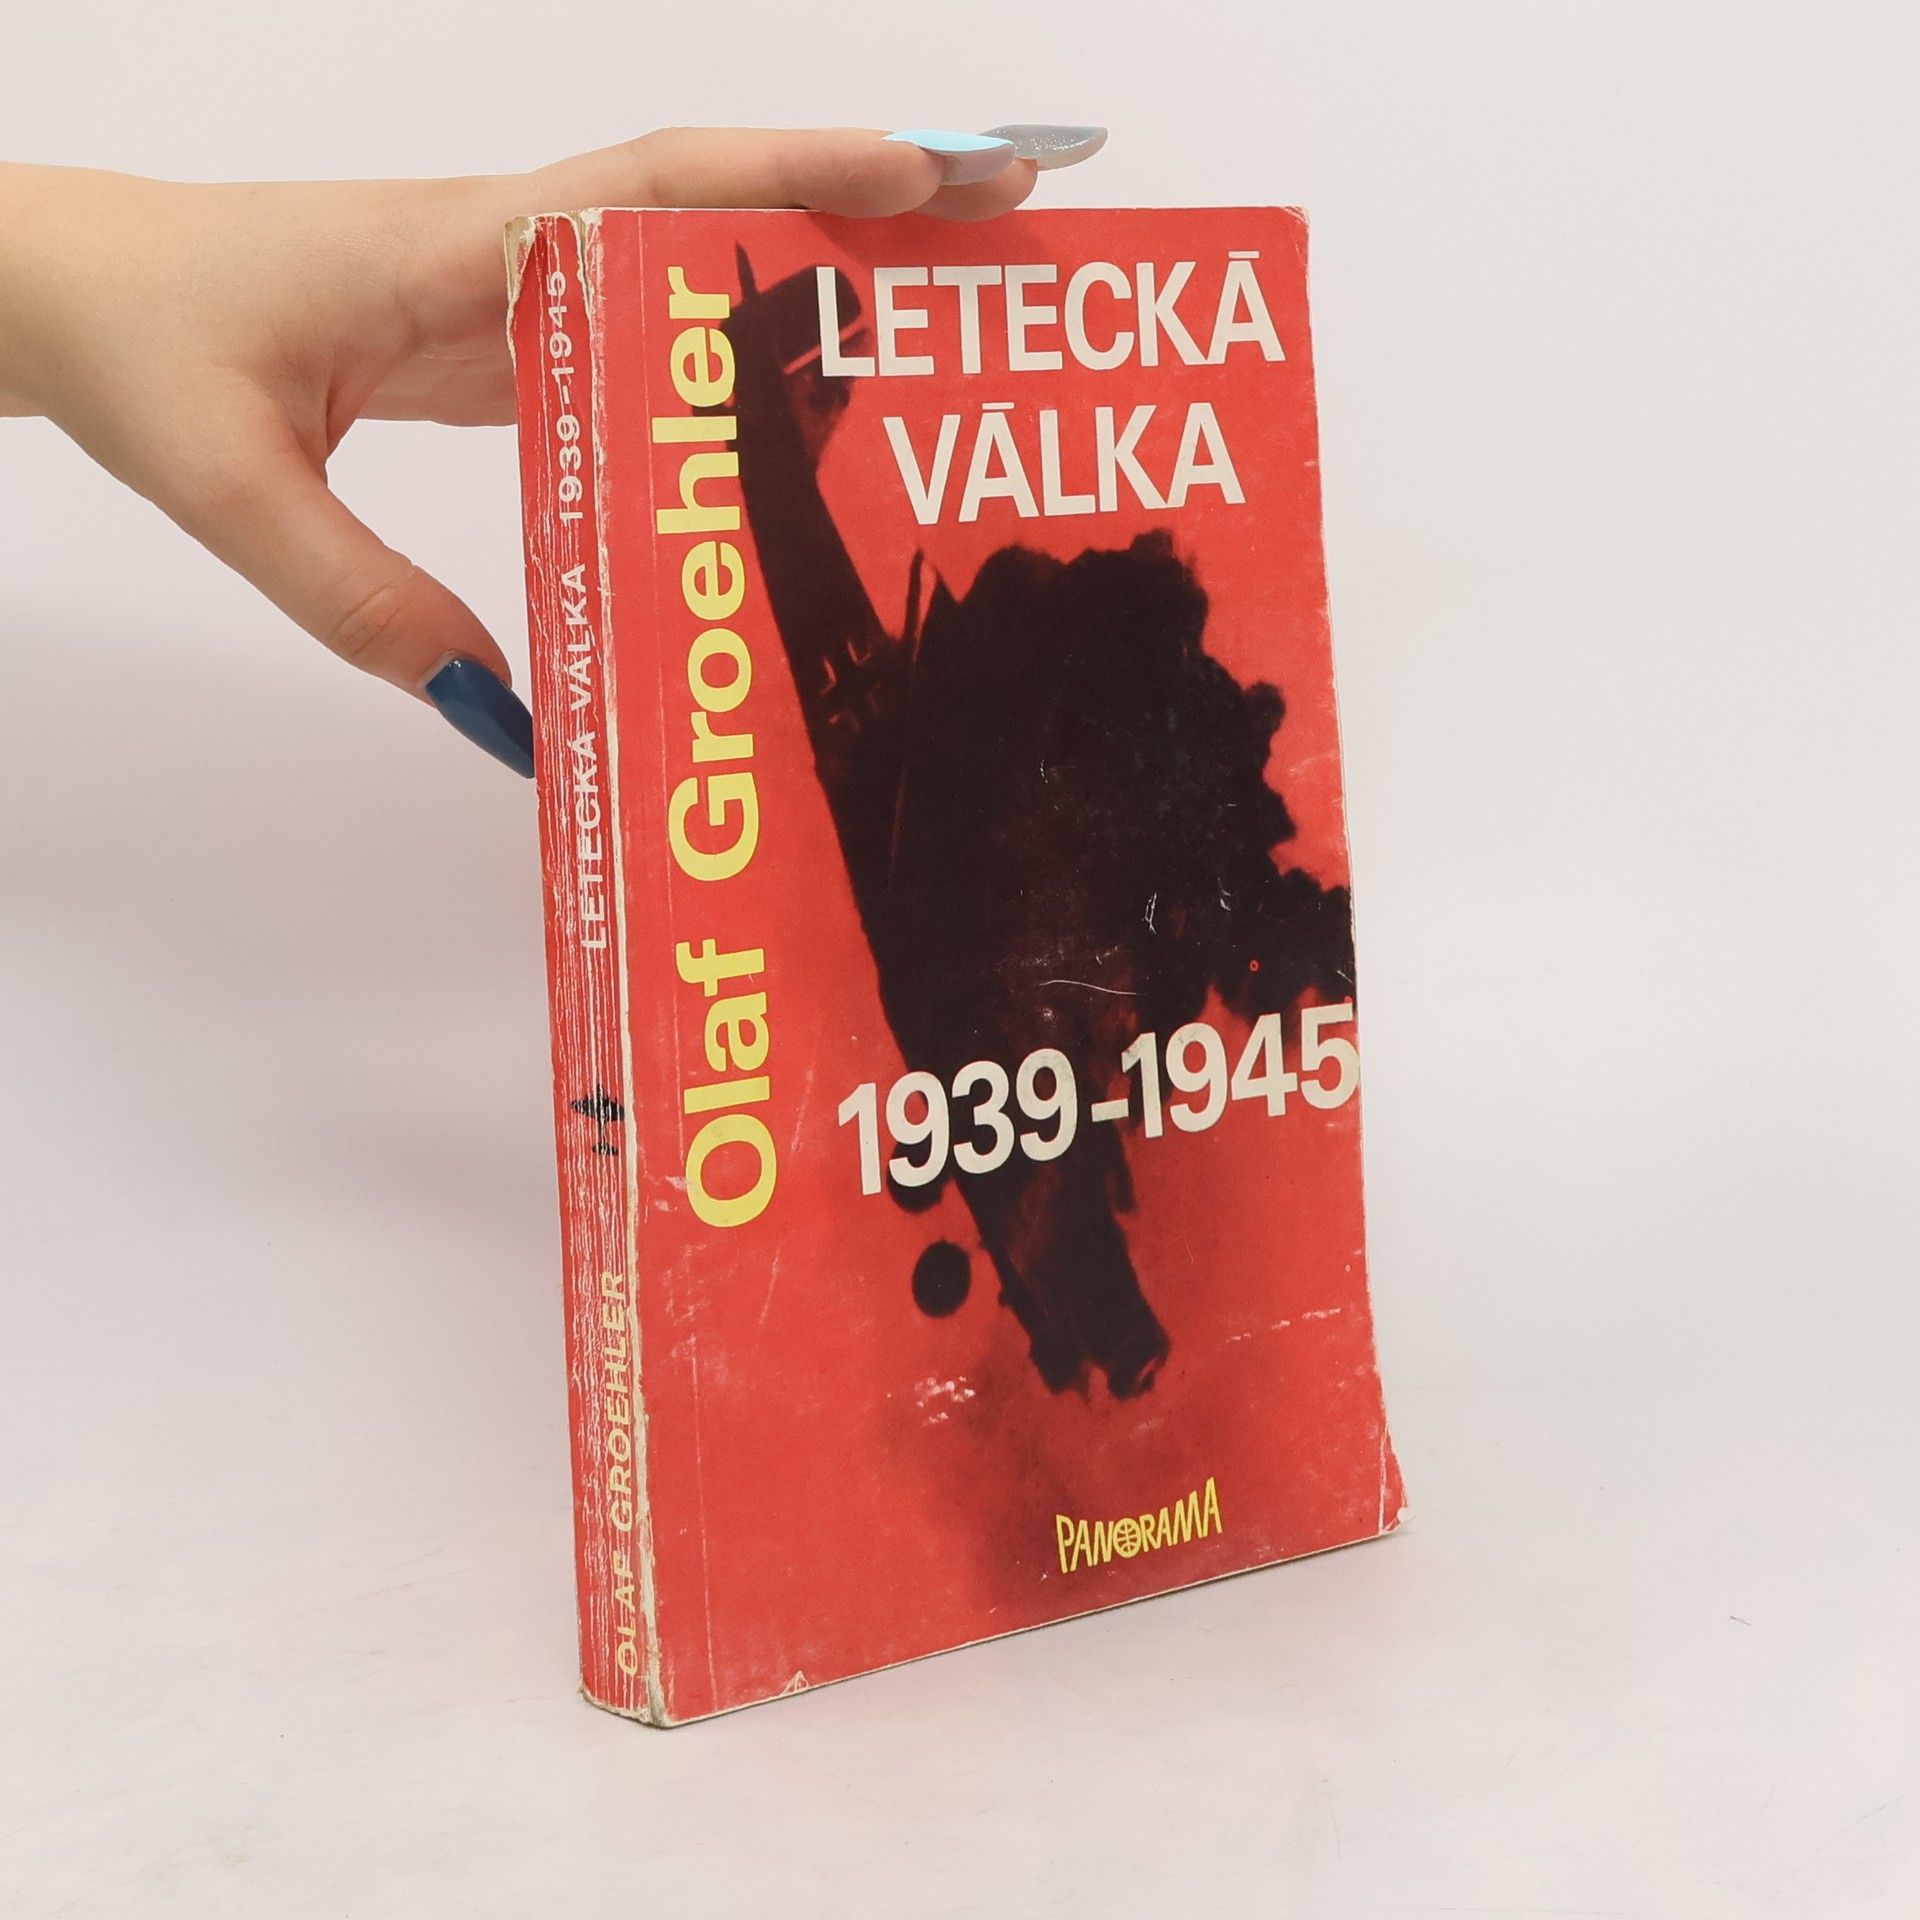 LETECKÁ
VÁLKA
1939-1945
Olaf Groehler
PANORAMA
OLAF GROEHLER LETECKÁ VÁLKA 1939-1945